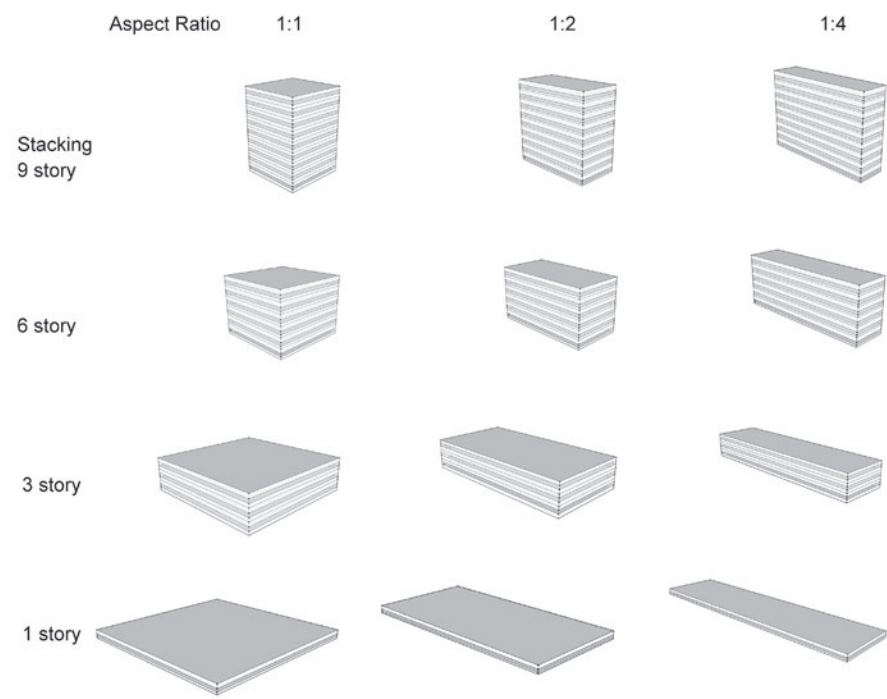 Aspect Ratio 1:1 1:2 1:4
Stacking
9 story
6 story
3 story
1 story